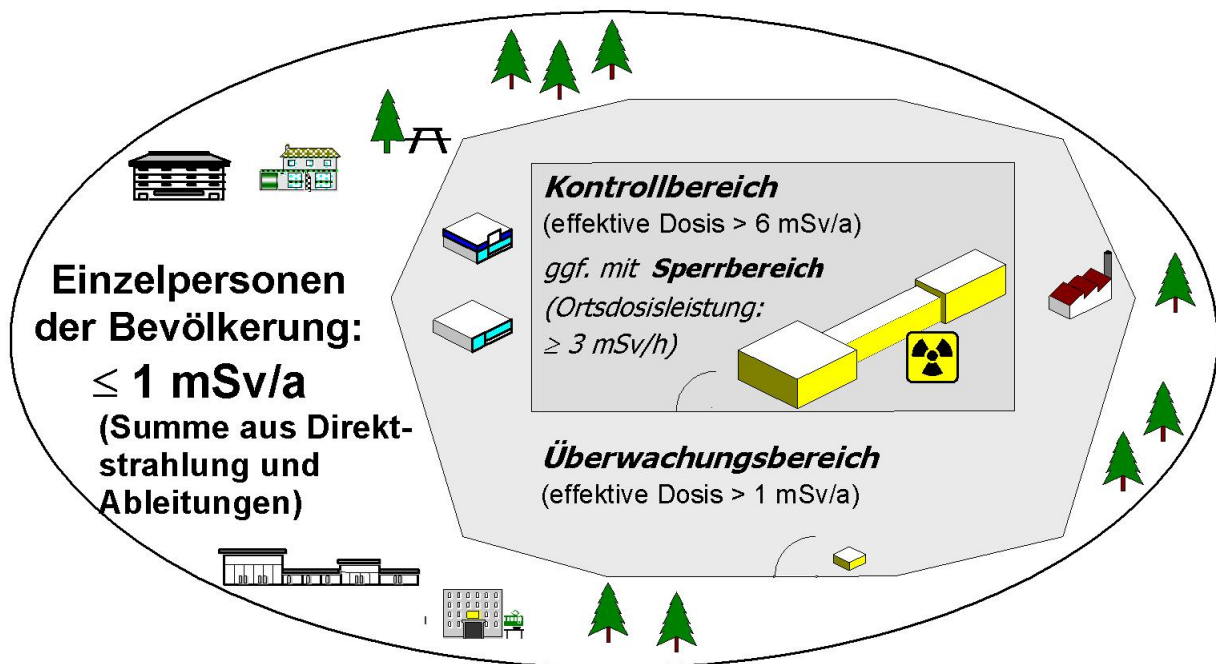 Kontrollbereich
(effektive Dosis > 6 mSv/a)
ggf. mit Sperrbereich
(Ortsdosisleistung:
≥ 3 mSv/h)
Einzelpersonen
der Bevölkerung:
≤ 1 mSv/a
(Summe aus Direkt-
strahlung und
Ableitungen)
Überwachungsbereich
(effektive Dosis > 1 mSv/a)